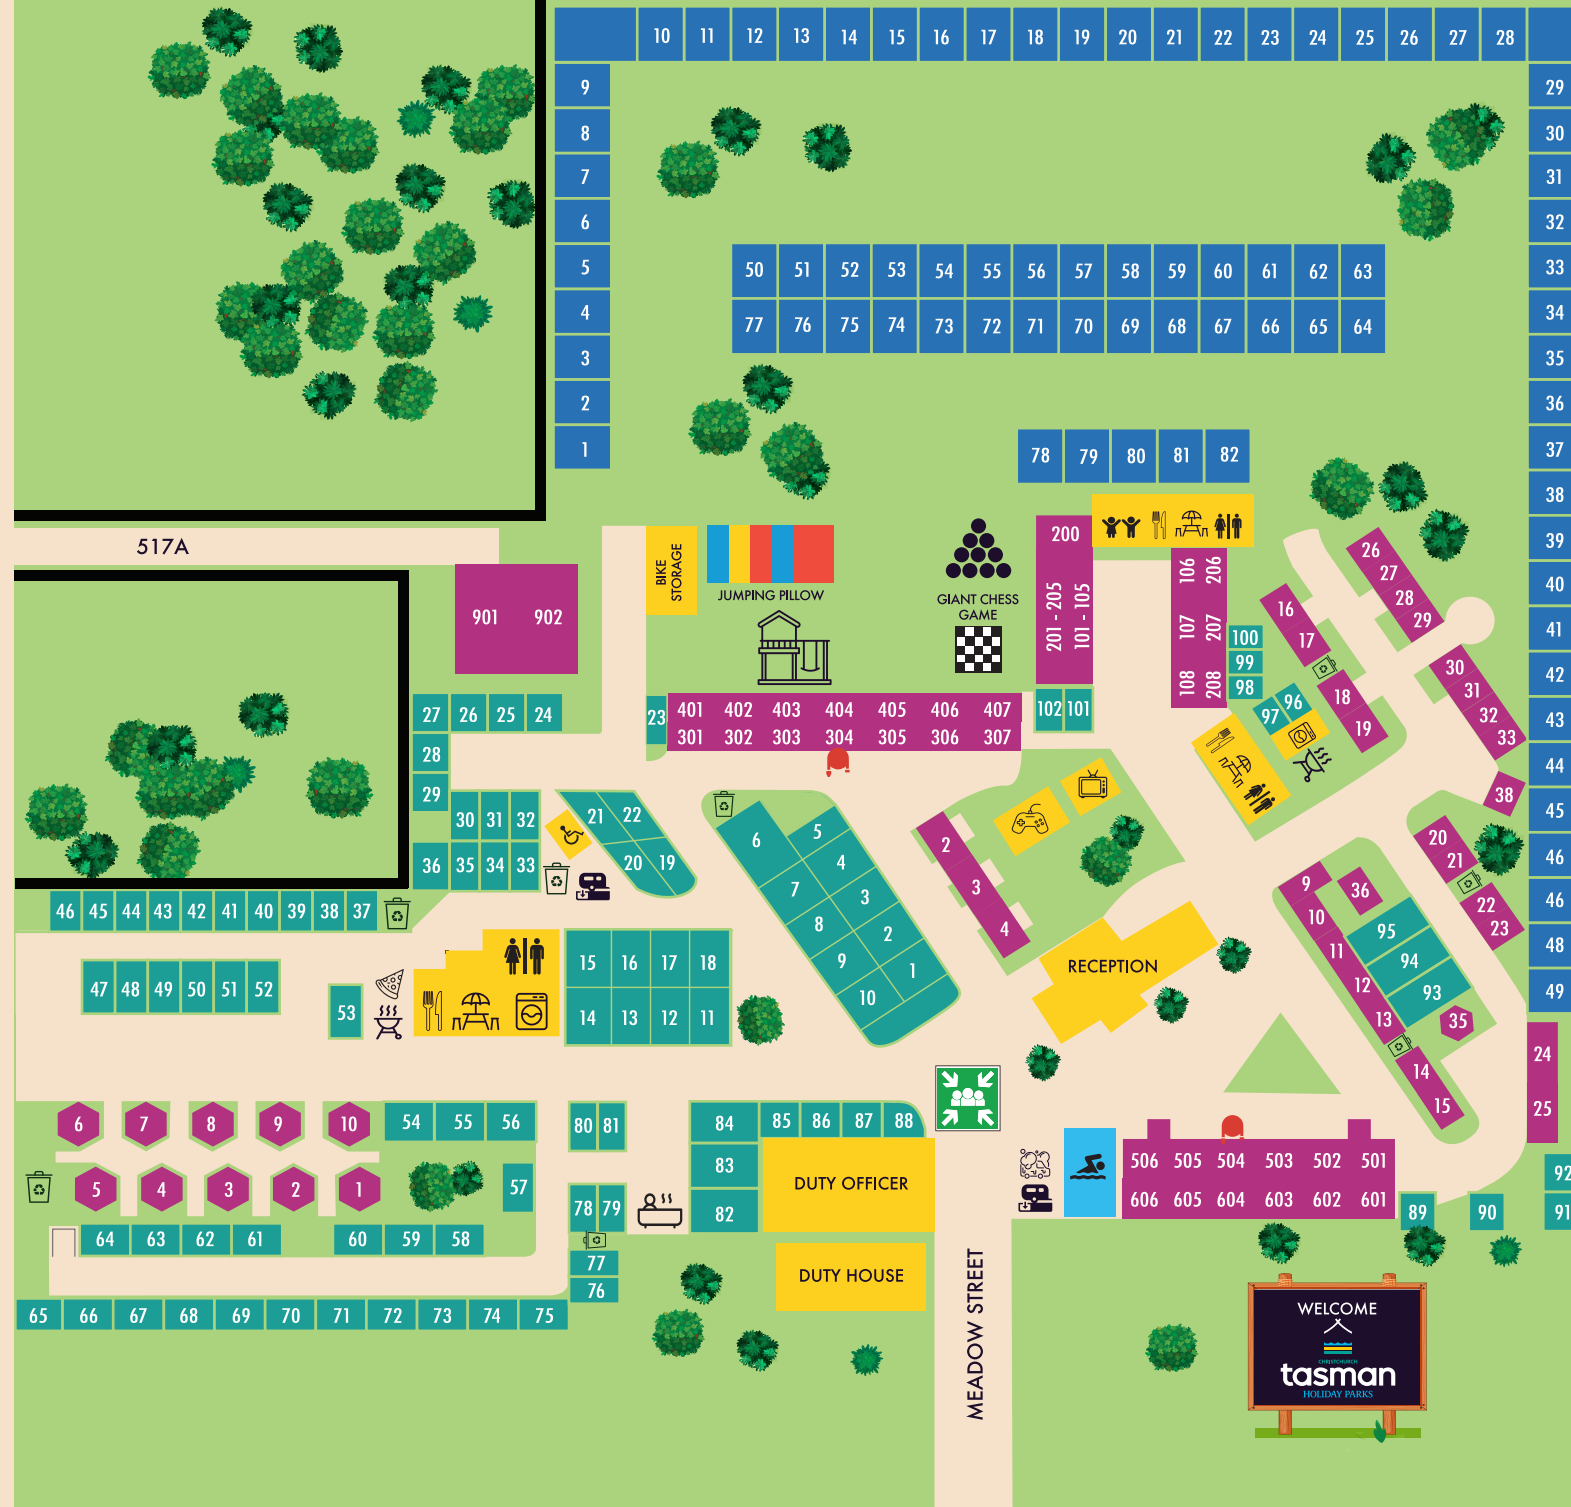 10 11 12 13 14 15 16 17 18 19 20 21 22 23 24 25 26 27 28
9
8
7
6
5
4
3
2
1
29
30
31
32
33
34
35
36
37
38
39
40
41
42
43
44
45
46
46
48
49
50 51 52 53 54 55 56 57 58 59 60 61 62 63
77 76 75 74 73 72 71 70 69 68 67 66 65 64
78 79 80 81 82
517A
901 902
BIKE
STORAGE
JUMPING PILLOW
GIANT CHESS
GAME
200
201 - 205
101 - 105
106 206
107 207
108 208
100
99
98
97
96
102 101
16
17
18
19
26
27
28
29
30
31
32
33
38
20
21
22
23
24
25
27 26 25 24
28
29
30 31 32
36 35 34 33
23
401 402 403 404 405 406 407
301 302 303 304 305 306 307
21 22
20 19
6 5
7 4
8 3
9 2
10 1
2
3
4
RECEPTION
9
10
11
12
13
14
15
36
95
94
93
35
46 45 44 43 42 41 40 39 38 37
47 48 49 50 51 52
53
15 16 17 18
14 13 12 11
6 7 8 9 10
5 4 3 2 1
54 55 56
57
64 63 62 61 60 59 58
65 66 67 68 69 70 71 72 73 74 75
80 81
78 79
77
76
84 85 86 87 88
83
82
DUTY OFFICER
DUTY HOUSE
MEADOW STREET
506 505 504 503 502 501
606 605 604 603 602 601
89 90
92
91
WELCOME
CHRISTCHURCH
tasman
HOLIDAY PARKS